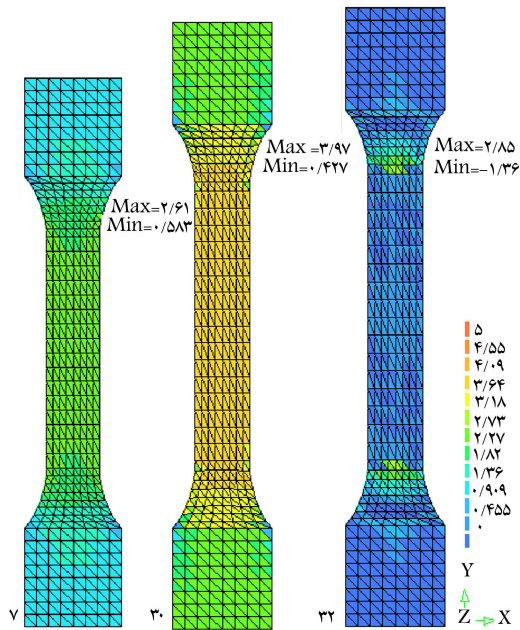 Max=۳/۹۷
Min=۰/۴۲۷
Max=۲/۸۵
Min=-۱/۳۶
Max=۲/۶۱
Min=۰/۵۸۳
۵
۴/۵۵
۴/۰۹
۳/۶۴
۳/۱۸
۲/۷۳
۲/۲۷
۱/۸۲
۱/۳۶
۰/۹۰۹
۰/۴۵۵
۰
Y
Z X
۷
۳۰
۳۲